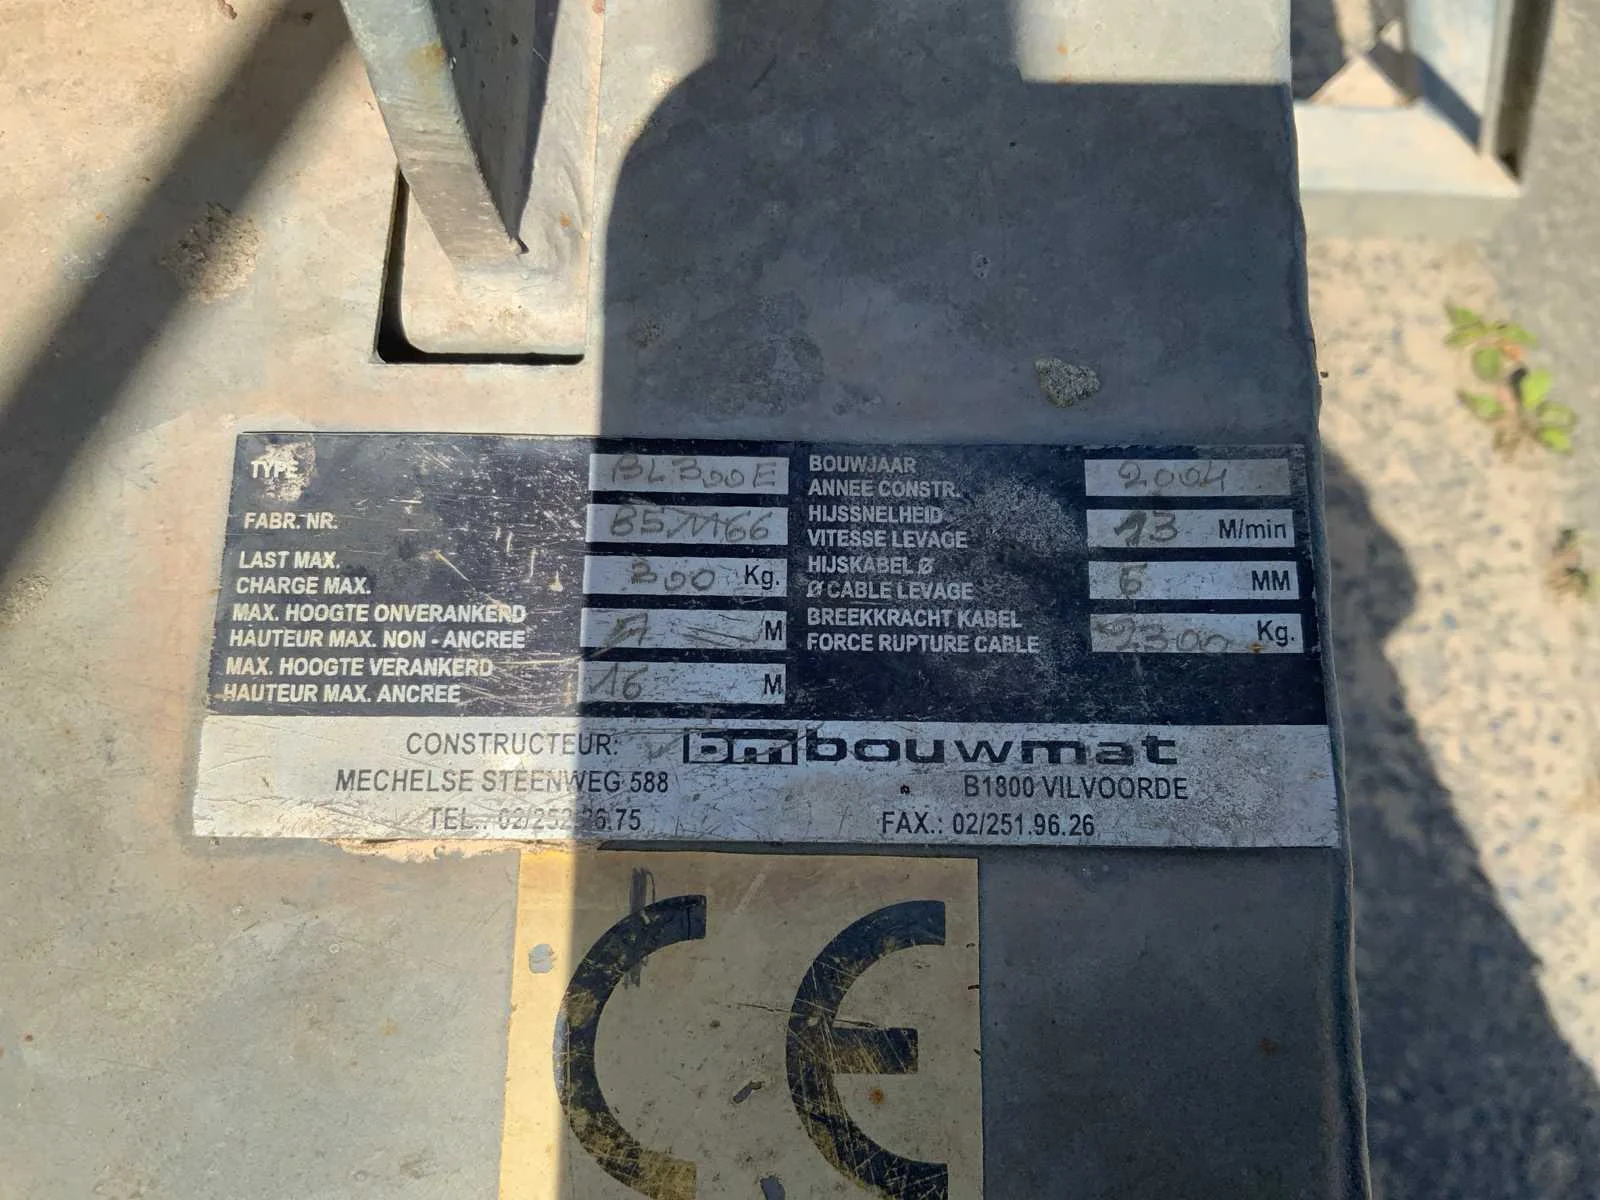 TYPE BL300E
FABR. NR. B51166
LAST MAX.
CHARGE MAX. 300 Kg.
MAX. HOOGTE ONVERANKERD
HAUTEUR MAX. NON - ANCREE M
MAX. HOOGTE VERANKERD
HAUTEUR MAX. ANCREE 16 M
BOUWJAAR
ANNEE CONSTR. 2004
HIJSSNELHEID
VITESSE LEVAGE 13 M/min
HIJSKABEL Ø
Ø CABLE LEVAGE 6 MM
BREEKKRACHT KABEL
FORCE RUPTURE CABLE 2300 Kg.
CONSTRUCTEUR: bm bouwmat
MECHELSE STEENWEG 588 B1800 VILVOORDE
TEL.: FAX.: 02/251.96.26
CE